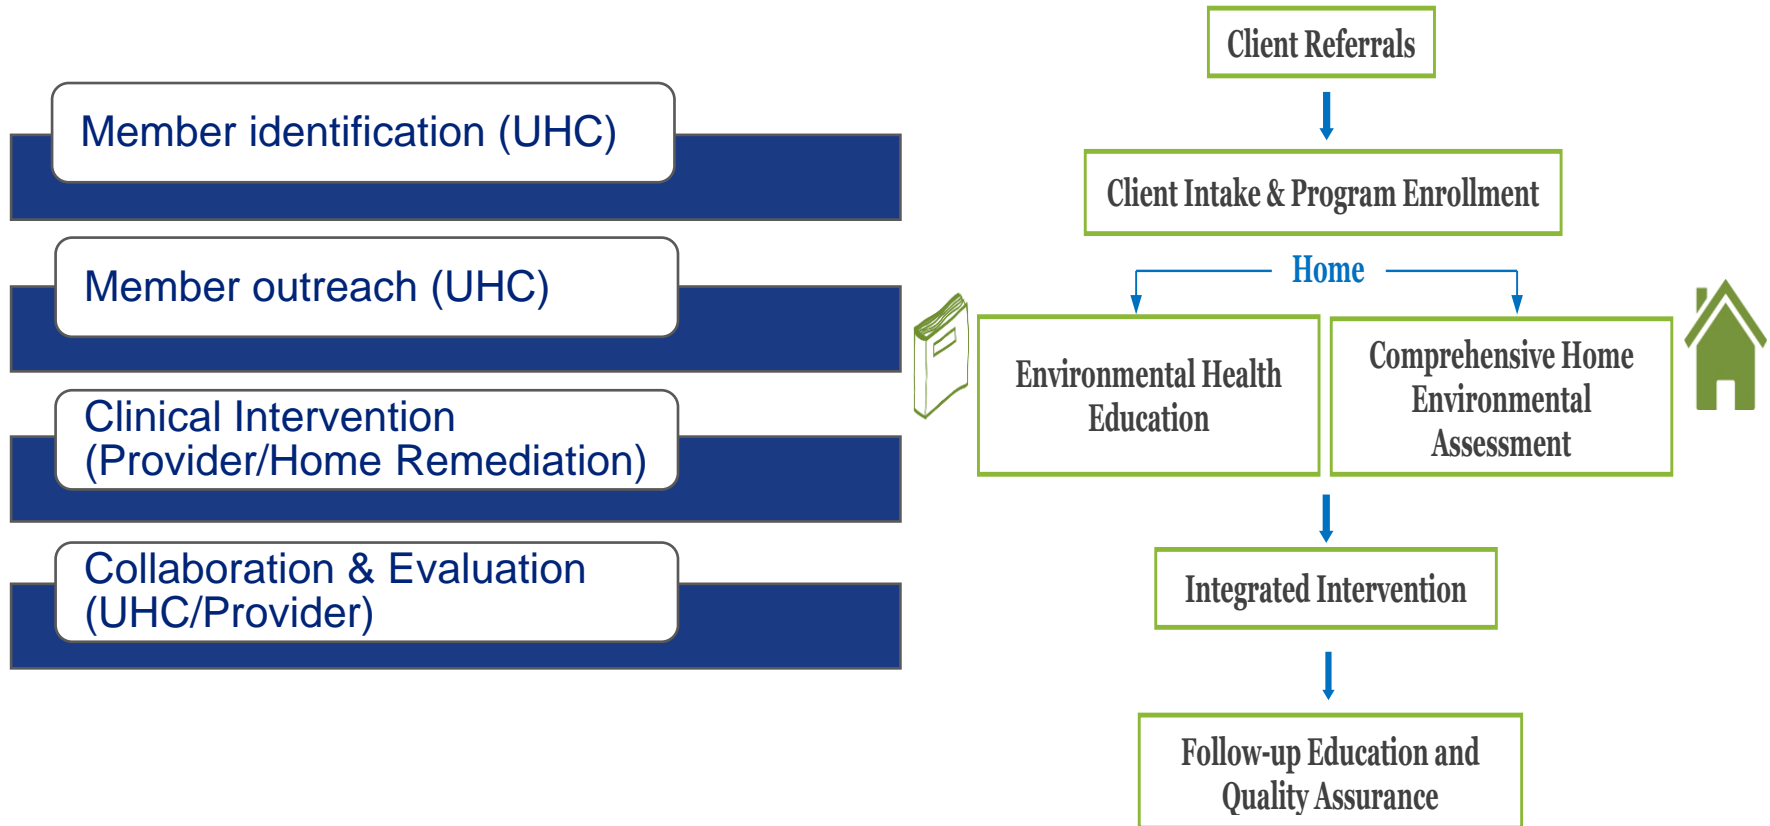 Member identification (UHC)
Member outreach (UHC)
Clinical Intervention
(Provider/Home Remediation)
Collaboration & Evaluation
(UHC/Provider)
Client Referrals
Client Intake & Program Enrollment
Home
Environmental Health
Education
Comprehensive Home
Environmental
Assessment
Integrated Intervention
Follow-up Education and
Quality Assurance